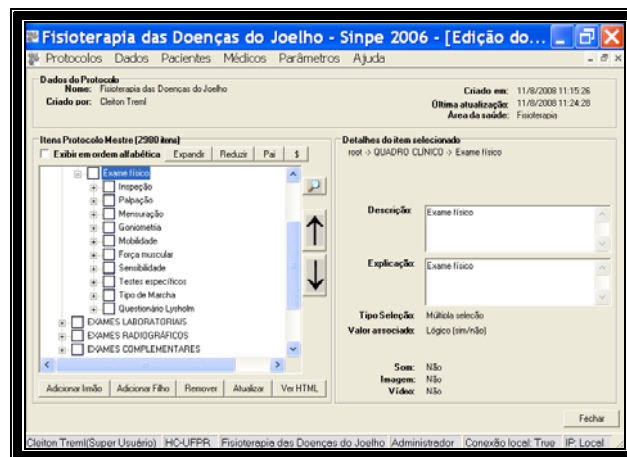 Fisioterapia das Doenças do Joelho - Sinpe 2006 - [Edição do...
Protocolos Dados Pacientes Médicos Parâmetros Ajuda
Dados do Protocolo
Nome: Fisioterapia das Doencas do Joelho
Criado por: Cleiton Treml
Criado em: 11/8/2008 11:15:26
Última atualização: 11/8/2008 11:24:28
Área da saúde: Fisioterapia
Itens Protocolo Mestre (2980 itens)
Exibir em ordem alfabética Expandir Reduzir Pai $
Exame físico
Inspeção
Palpação
Mensuração
Goniometria
Mobilidade
Força muscular
Sensibilidade
Testes específicos
Tipo de Marcha
Questionário Lysholm
EXAMES LABORATORIAIS
EXAMES RADIOGRÁFICOS
EXAMES COMPLEMENTARES
Adicionar Irmão Adicionar Filho Remover Atualizar Ver HTML
Detalhes do item selecionado
root -> QUADRO CLÍNICO -> Exame físico
Descrição: Exame físico
Explicação: Exame físico
Tipo Seleção: Múltipla seleção
Valor associado: Lógico (sim/não)
Som: Não
Imagem: Não
Vídeo: Não
Fechar
Cleiton Treml(Super Usuário) HC-UFPR Fisioterapia das Doenças do Joelho Administrador Conexão local: True IP: Local